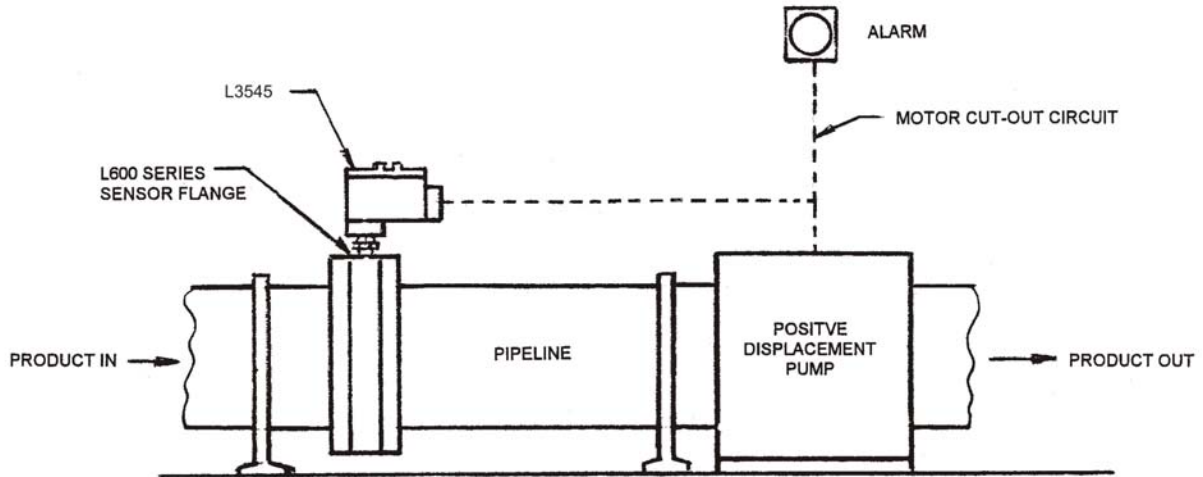 ALARM
L3545
MOTOR CUT-OUT CIRCUIT
L600 SERIES
SENSOR FLANGE
PRODUCT IN
PIPELINE
POSITVE
DISPLACEMENT
PUMP
PRODUCT OUT